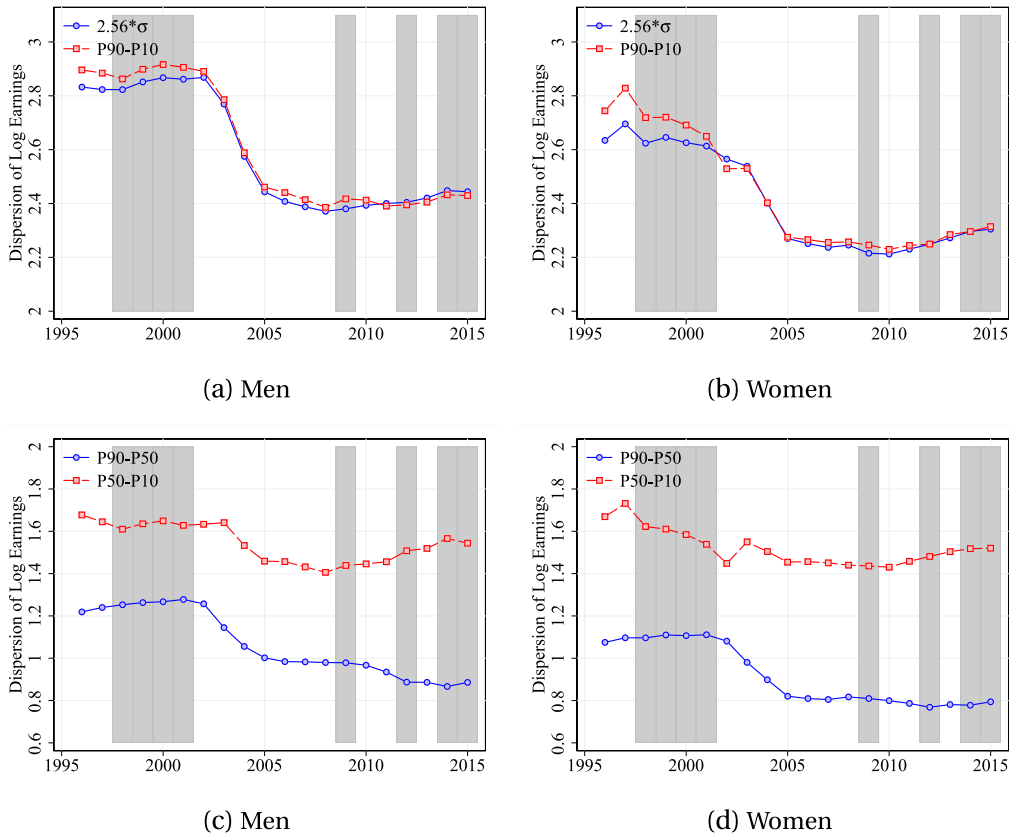 2.56*σ
P90-P10
Dispersion of Log Earnings
2 2.2 2.4 2.6 2.8 3
1995 2000 2005 2010 2015
(a) Men
2.56*σ
P90-P10
Dispersion of Log Earnings
2 2.2 2.4 2.6 2.8 3
1995 2000 2005 2010 2015
(b) Women
P90-P50
P50-P10
Dispersion of Log Earnings
0.6 0.8 1 1.2 1.4 1.6 1.8 2
1995 2000 2005 2010 2015
(c) Men
P90-P50
P50-P10
Dispersion of Log Earnings
0.6 0.8 1 1.2 1.4 1.6 1.8 2
1995 2000 2005 2010 2015
(d) Women